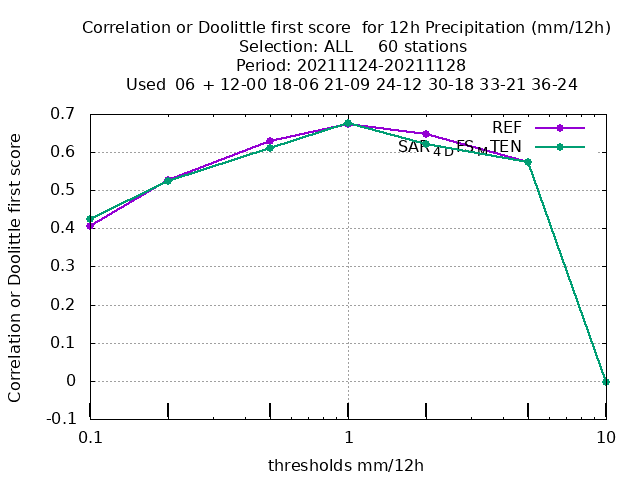 Correlation or Doolittle first score  for 12h Precipitation (mm/12h)
Selection: ALL     60 stations
Period: 20211124-20211128
Used  06 + 12-00 18-06 21-09 24-12 30-18 33-21 36-24
Correlation or Doolittle first score
0.7
0.6
0.5
0.4
0.3
0.2
0.1
0
-0.1
REF
SAR4DFSMTEN
0.1 1 10
thresholds mm/12h